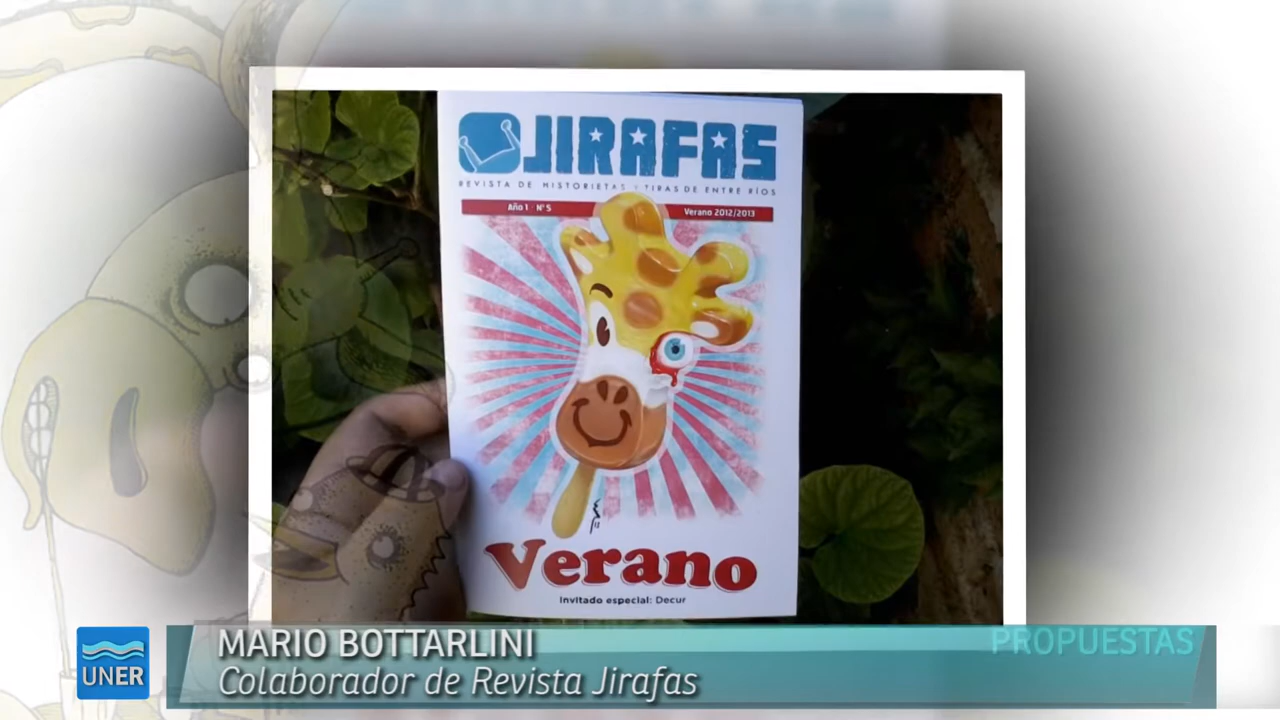 JIRAFAS
REVISTA DE HISTORIETAS Y TIRAS DE ENTRE RÍOS
Año 1 N° 5 Verano 2012/2013
Verano
Invitado especial: Decur
MARIO BOTTARLINI
PROPUESTAS
Colaborador de Revista Jirafas
UNER